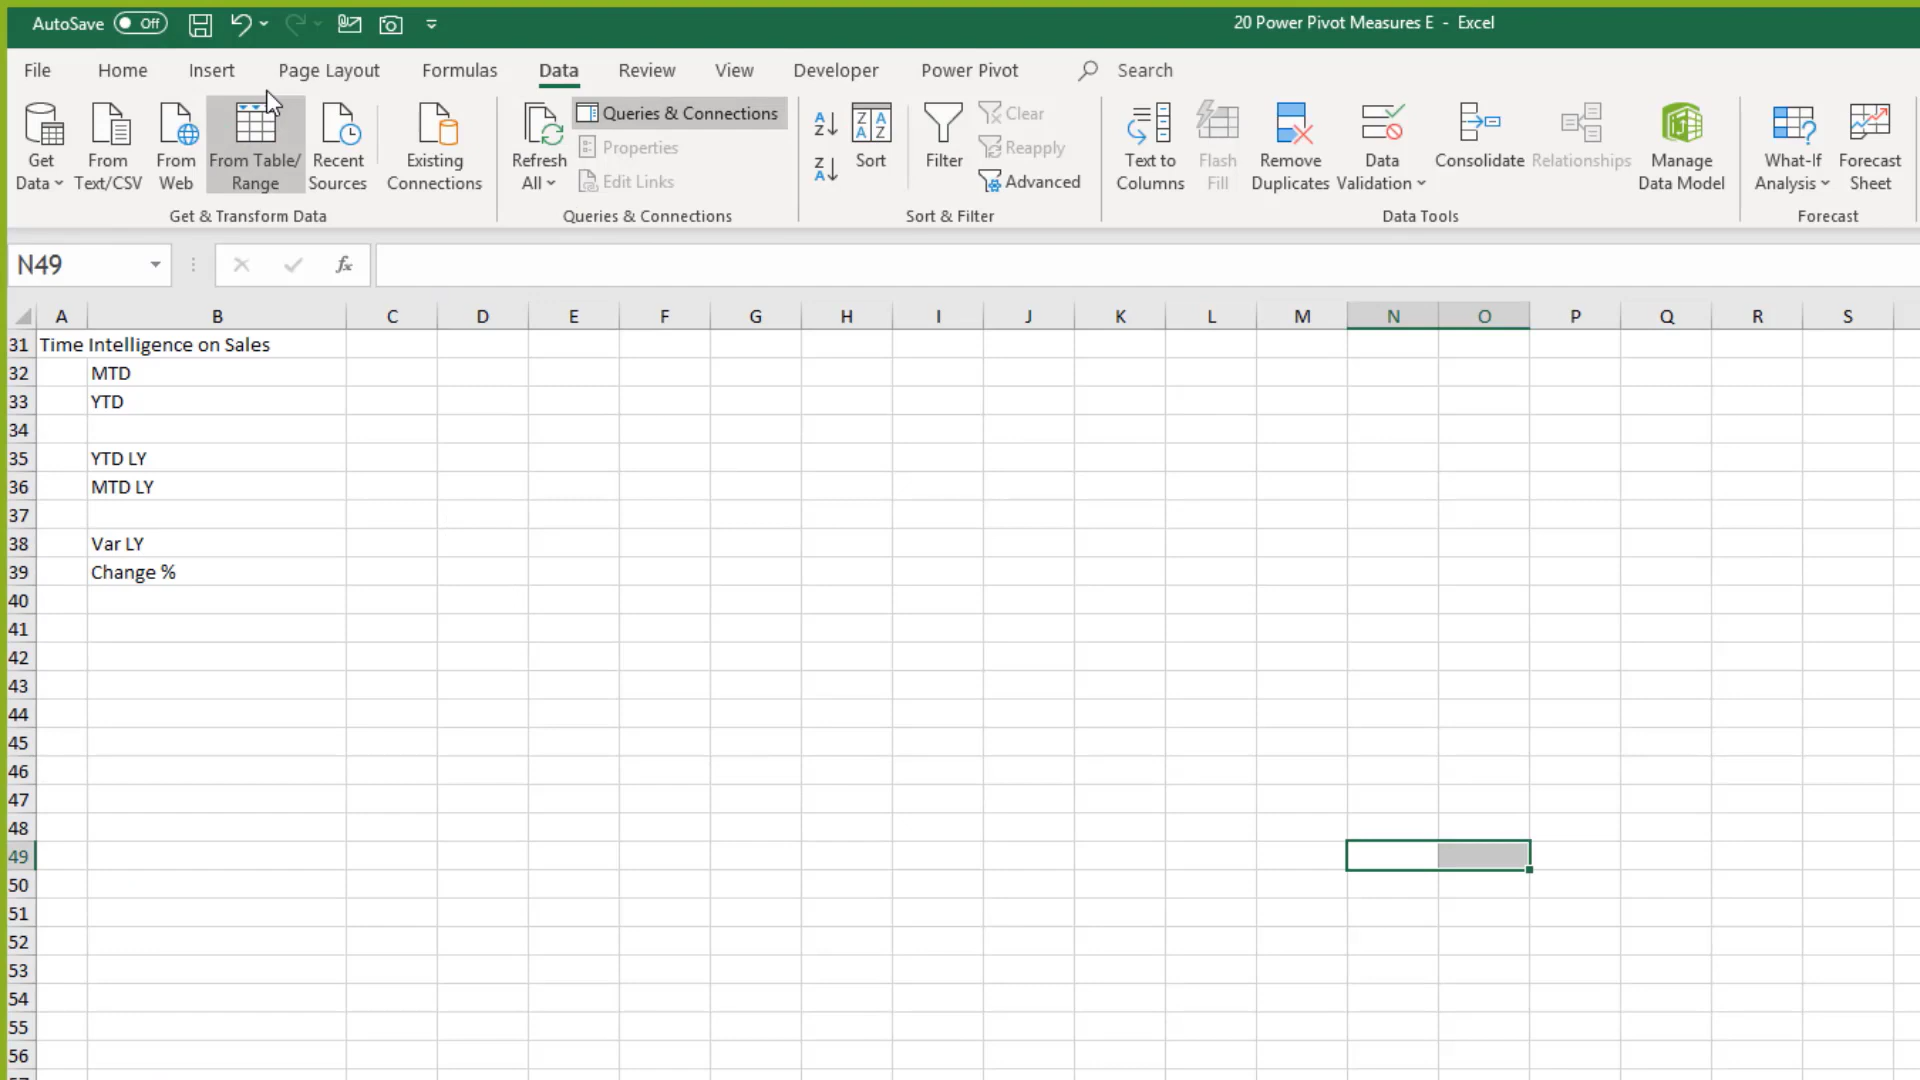 AutoSave Off
20 Power Pivot Measures E - Excel
File Home Insert Page Layout Formulas Data Review View Developer Power Pivot Search
Get Data
From Text/CSV
From Web
From Table/Range
Recent Sources
Existing Connections
Get & Transform Data
Refresh All
Queries & Connections
Properties
Edit Links
Queries & Connections
Sort
Filter
Clear
Reapply
Advanced
Sort & Filter
Text to Columns
Flash Fill
Remove Duplicates
Data Validation
Consolidate
Relationships
Manage Data Model
Data Tools
What-If Analysis
Forecast Sheet
Forecast
N49
fx
A B C D E F G H I J K L M N O P Q R S
31 Time Intelligence on Sales
32 MTD
33 YTD
34
35 YTD LY
36 MTD LY
37
38 Var LY
39 Change %
40
41
42
43
44
45
46
47
48
49
50
51
52
53
54
55
56